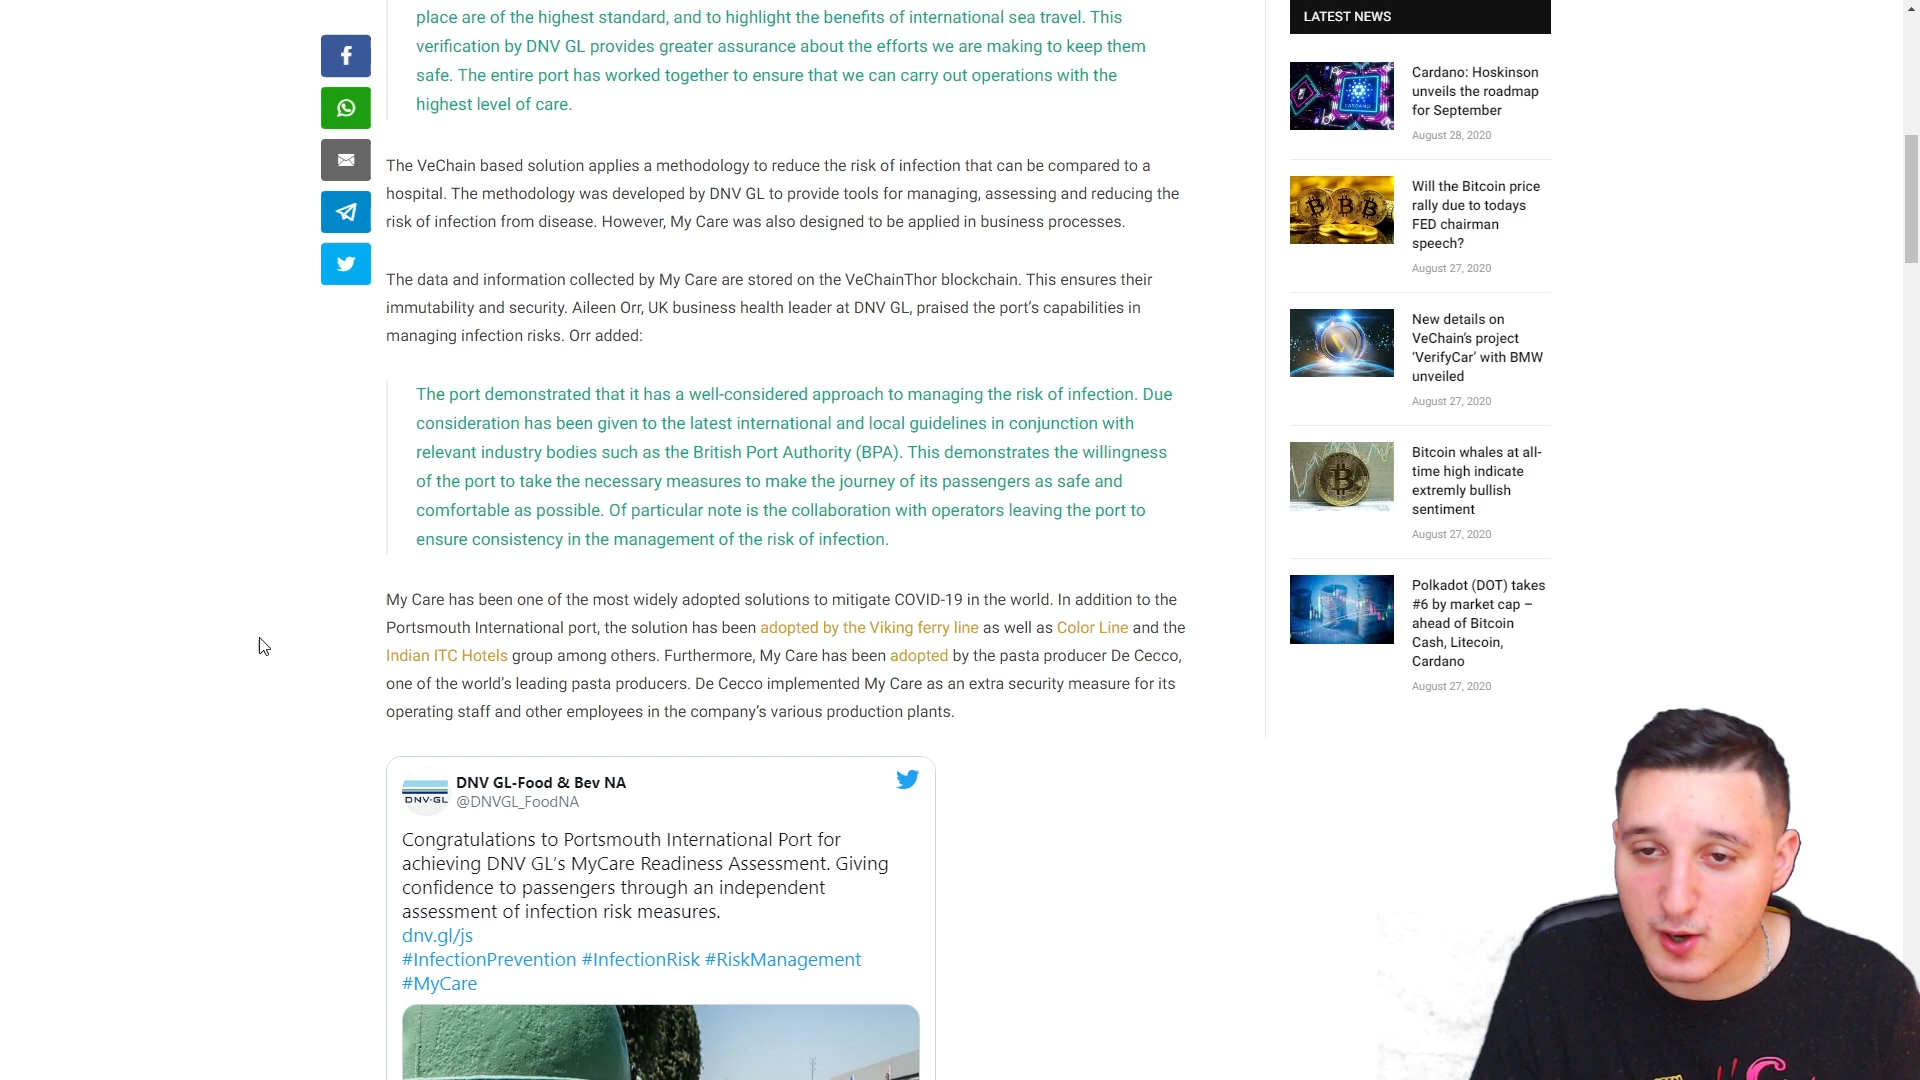 place are of the highest standard, and to highlight the benefits of international sea travel. This
verification by DNV GL provides greater assurance about the efforts we are making to keep them
safe. The entire port has worked together to ensure that we can carry out operations with the
highest level of care.
The VeChain based solution applies a methodology to reduce the risk of infection that can be compared to a
hospital. The methodology was developed by DNV GL to provide tools for managing, assessing and reducing the
risk of infection from disease. However, My Care was also designed to be applied in business processes.
The data and information collected by My Care are stored on the VeChainThor blockchain. This ensures their
immutability and security. Aileen Orr, UK business health leader at DNV GL, praised the port’s capabilities in
managing infection risks. Orr added:
The port demonstrated that it has a well-considered approach to managing the risk of infection. Due
consideration has been given to the latest international and local guidelines in conjunction with
relevant industry bodies such as the British Port Authority (BPA). This demonstrates the willingness
of the port to take the necessary measures to make the journey of its passengers as safe and
comfortable as possible. Of particular note is the collaboration with operators leaving the port to
ensure consistency in the management of the risk of infection.
My Care has been one of the most widely adopted solutions to mitigate COVID-19 in the world. In addition to the
Portsmouth International port, the solution has been adopted by the Viking ferry line as well as Color Line and the
Indian ITC Hotels group among others. Furthermore, My Care has been adopted by the pasta producer De Cecco,
one of the world’s leading pasta producers. De Cecco implemented My Care as an extra security measure for its
operating staff and other employees in the company’s various production plants.
DNV·GL
DNV GL-Food & Bev NA
@DNVGL_FoodNA
Congratulations to Portsmouth International Port for
achieving DNV GL’s MyCare Readiness Assessment. Giving
confidence to passengers through an independent
assessment of infection risk measures.
dnv.gl/js
#InfectionPrevention #InfectionRisk #RiskManagement
#MyCare
LATEST NEWS
CARDANO
Cardano: Hoskinson
unveils the roadmap
for September
August 28, 2020
Will the Bitcoin price
rally due to todays
FED chairman
speech?
August 27, 2020
New details on
VeChain’s project
‘VerifyCar’ with BMW
unveiled
August 27, 2020
Bitcoin whales at all-
time high indicate
extremly bullish
sentiment
August 27, 2020
Polkadot (DOT) takes
#6 by market cap –
ahead of Bitcoin
Cash, Litecoin,
Cardano
August 27, 2020